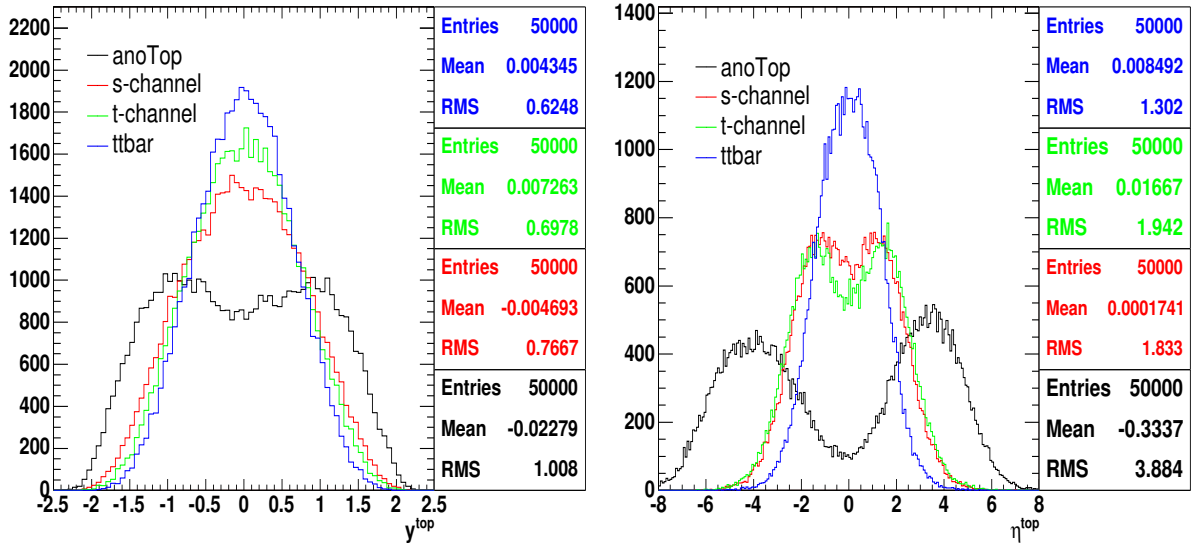 2200
2000
1800
1600
1400
1200
1000
800
600
400
200
0
anoTop
s-channel
t-channel
ttbar
-2.5 -2 -1.5 -1 -0.5 0 0.5 1 1.5 2 2.5
y^top
Entries 50000
Mean 0.004345
RMS 0.6248
Entries 50000
Mean 0.007263
RMS 0.6978
Entries 50000
Mean -0.004693
RMS 0.7667
Entries 50000
Mean -0.02279
RMS 1.008
1400
1200
1000
800
600
400
200
0
anoTop
s-channel
t-channel
ttbar
-8 -6 -4 -2 0 2 4 6 8
η^top
Entries 50000
Mean 0.008492
RMS 1.302
Entries 50000
Mean 0.01667
RMS 1.942
Entries 50000
Mean 0.0001741
RMS 1.833
Entries 50000
Mean -0.3337
RMS 3.884